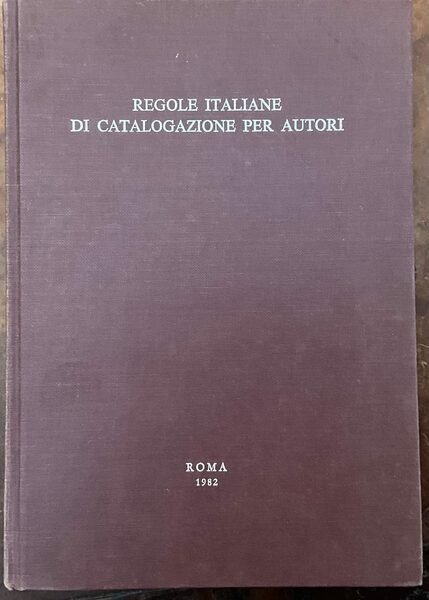 REGOLE ITALIANE
DI CATALOGAZIONE PER AUTORI
ROMA
1982